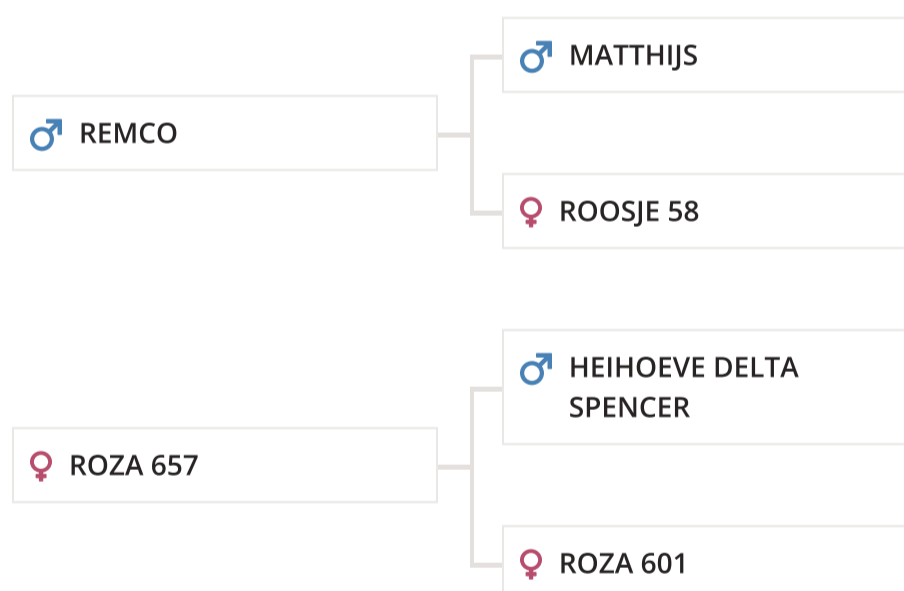 MATTHIJS
REMCO
ROOSJE 58
HEIHOEVE DELTA
SPENCER
ROZA 657
ROZA 601